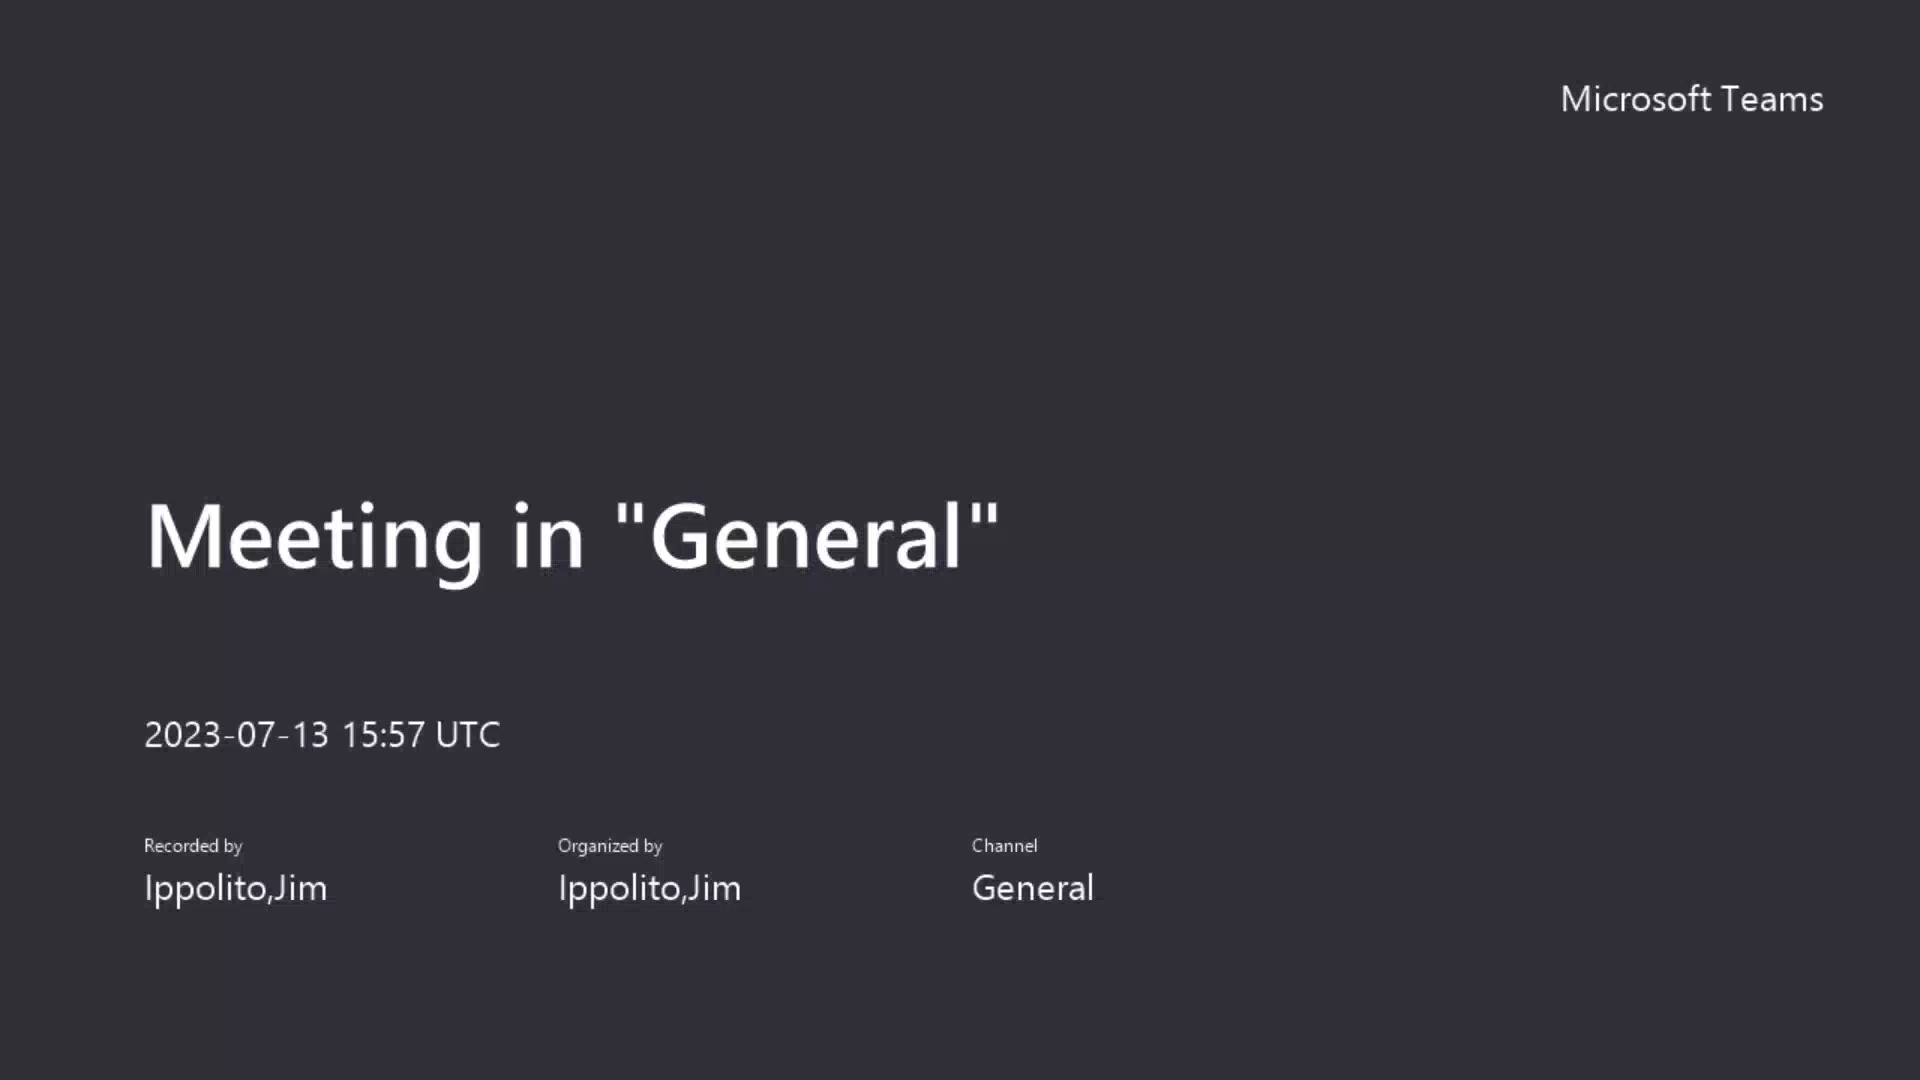 Microsoft Teams
Meeting in "General"
2023-07-13 15:57 UTC
Recorded by
Ippolito,Jim
Organized by
Ippolito,Jim
Channel
General